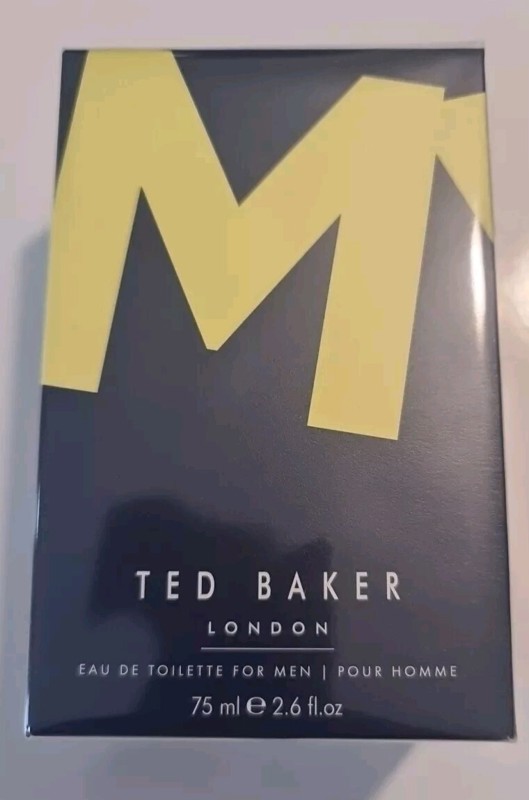 M
TED BAKER
LONDON
EAU DE TOILETTE FOR MEN | POUR HOMME
75 ml ℮ 2.6 fl.oz